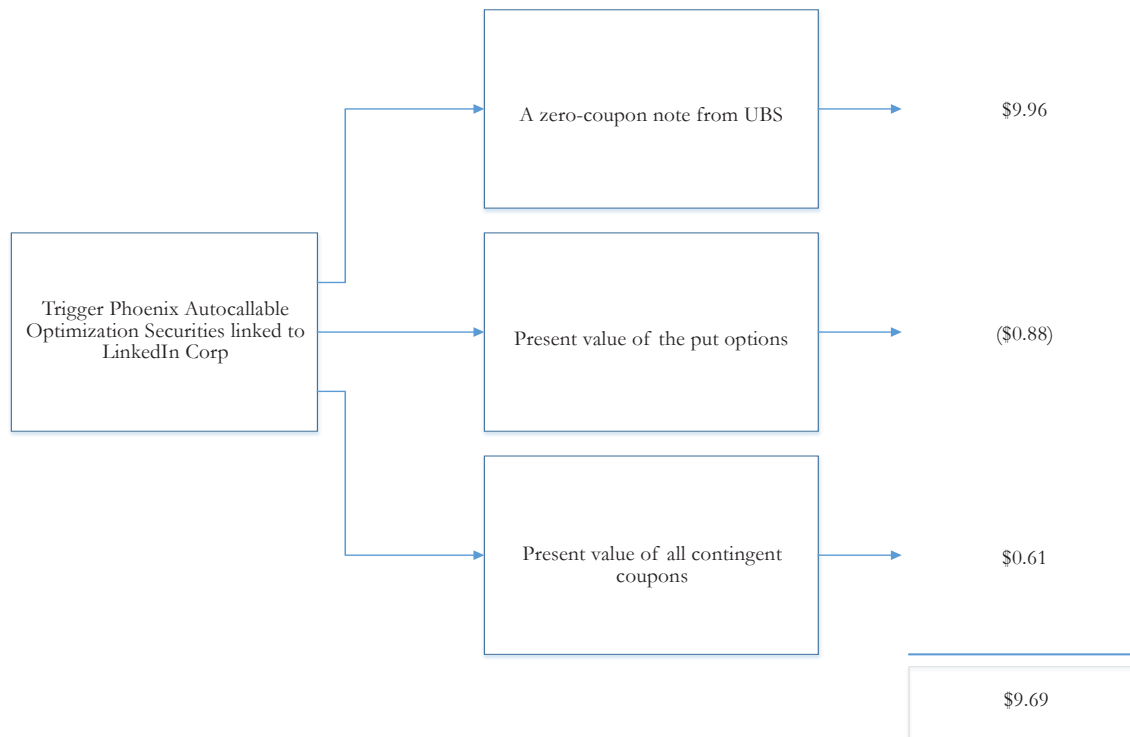 A zero-coupon note from UBS
$9.96
Trigger Phoenix Autocallable
Optimization Securities linked to
LinkedIn Corp
Present value of the put options
($0.88)
Present value of all contingent
coupons
$0.61
$9.69